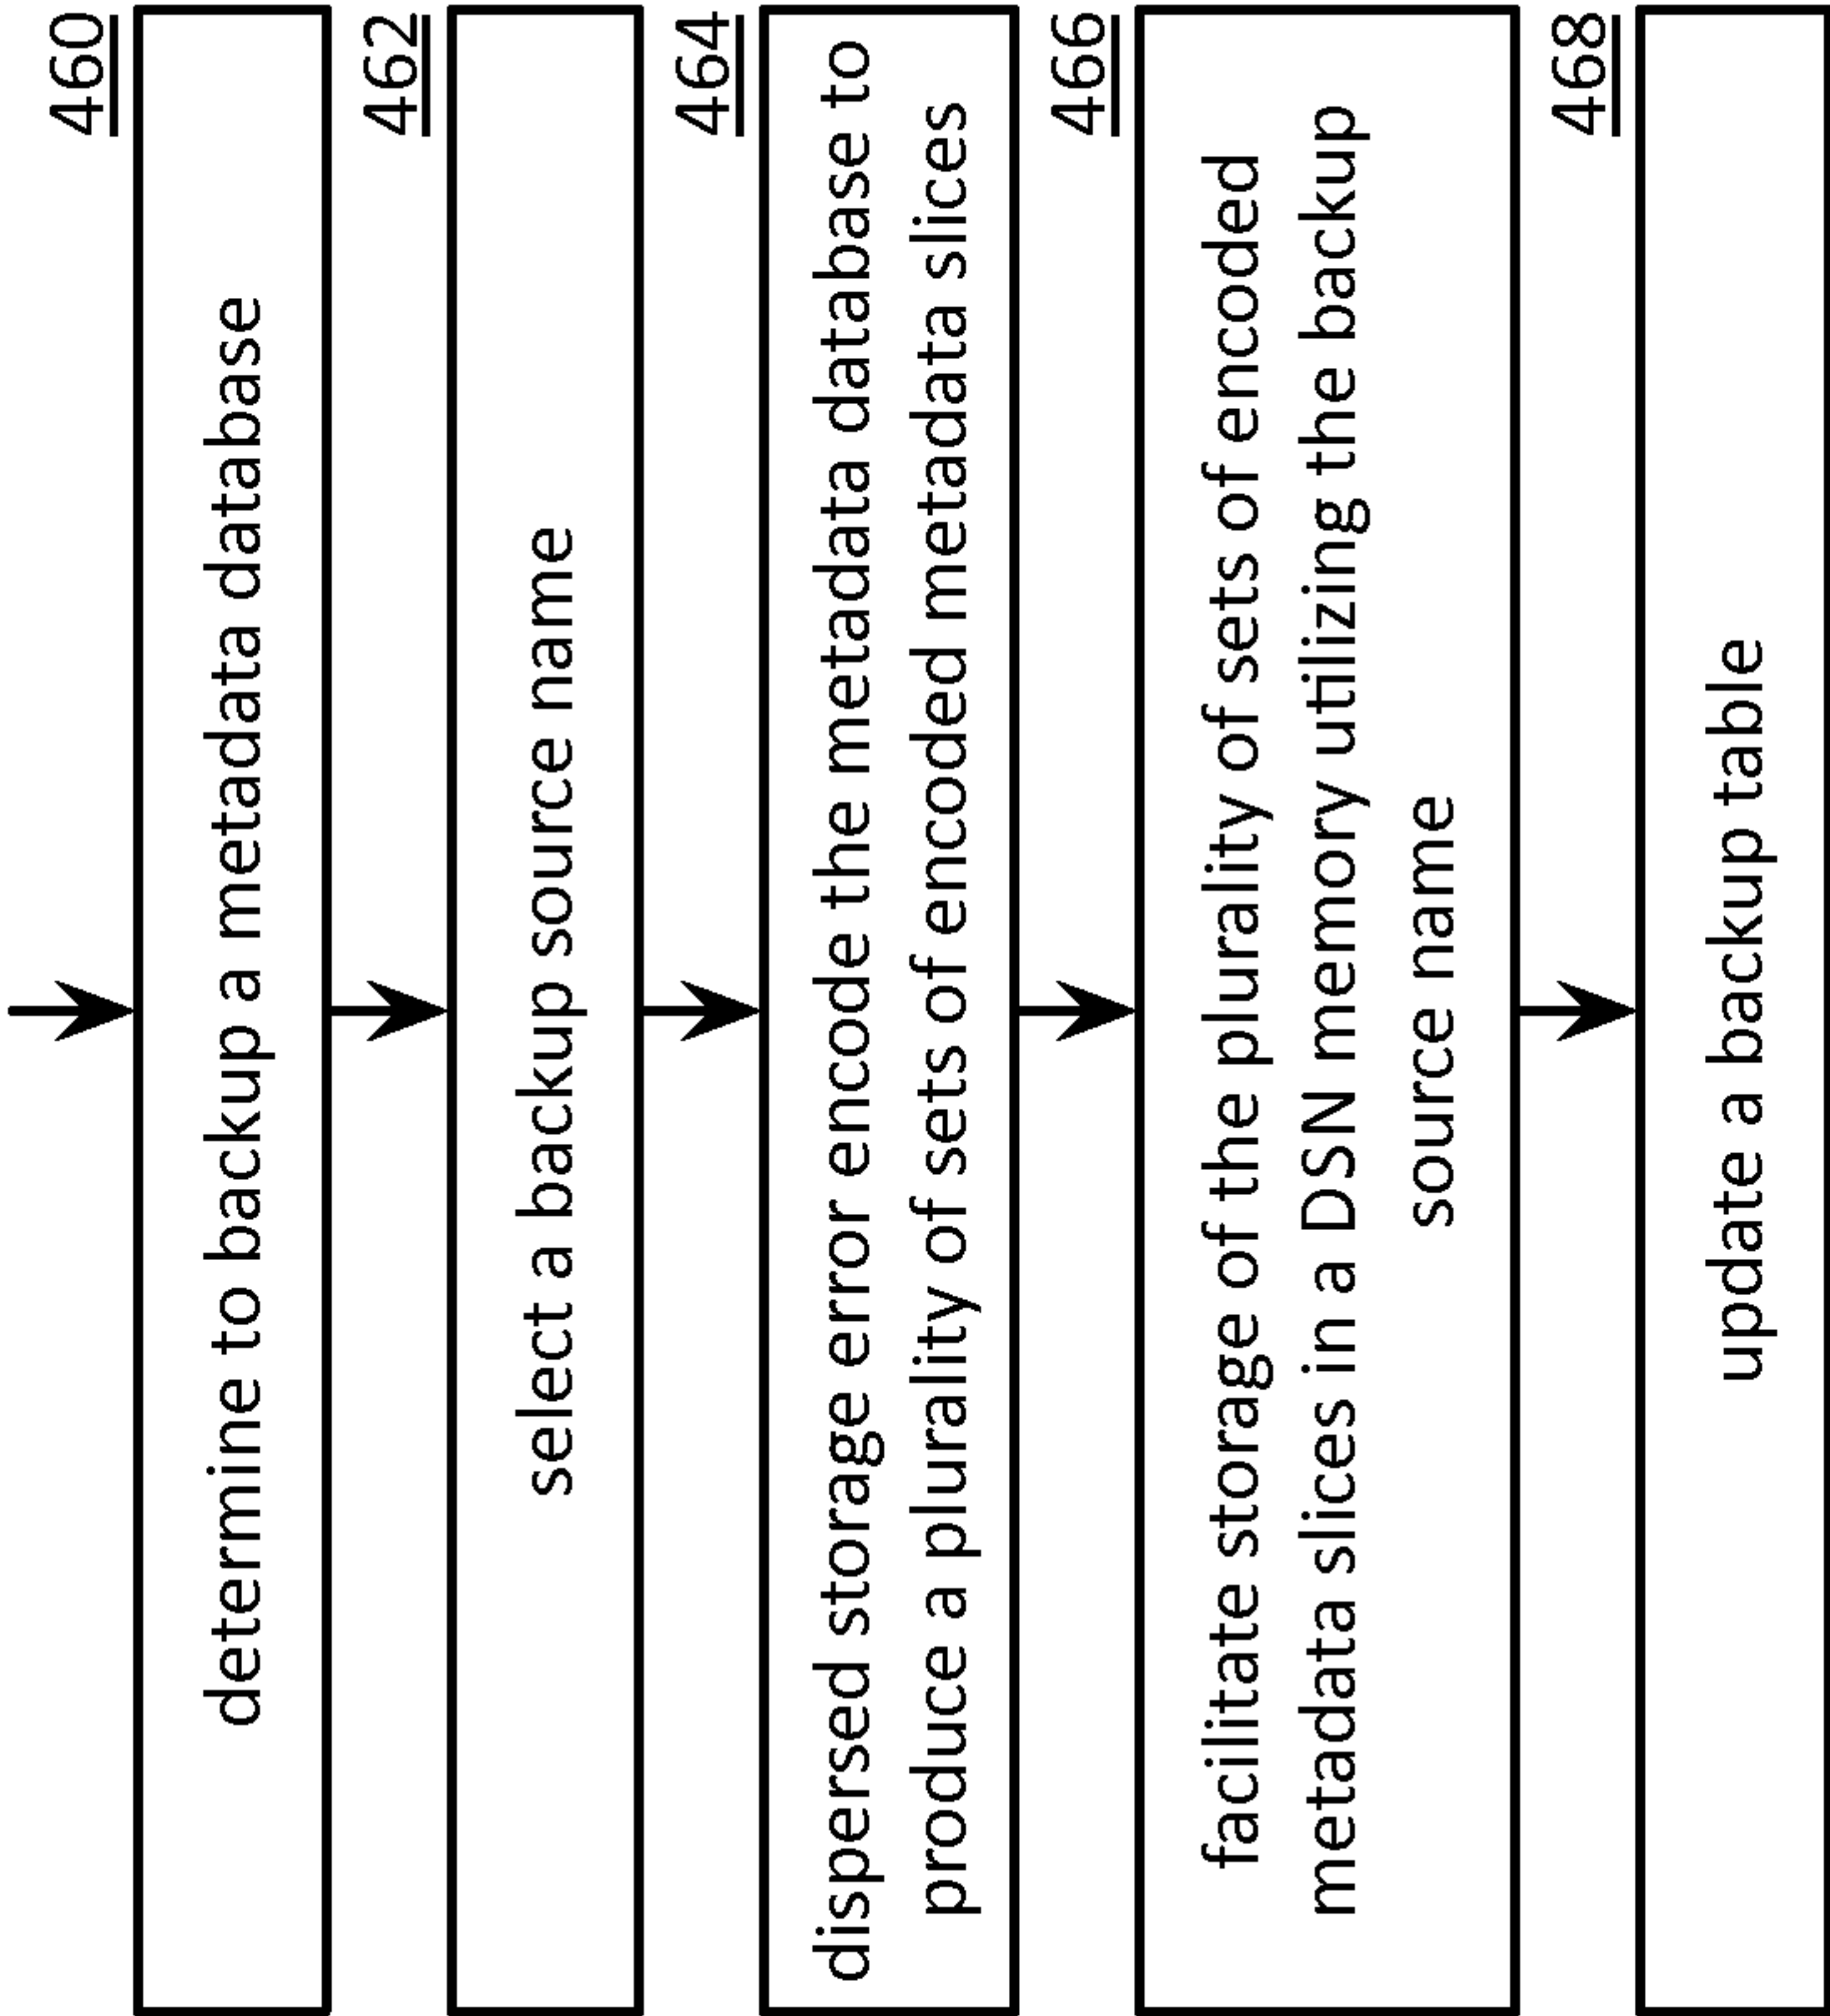 460
determine to backup a metadata database
462
select a backup source name
464
dispersed storage error encode the metadata database to
produce a plurality of sets of encoded metadata slices
466
facilitate storage of the plurality of sets of encoded
metadata slices in a DSN memory utilizing the backup
source name
468
update a backup table